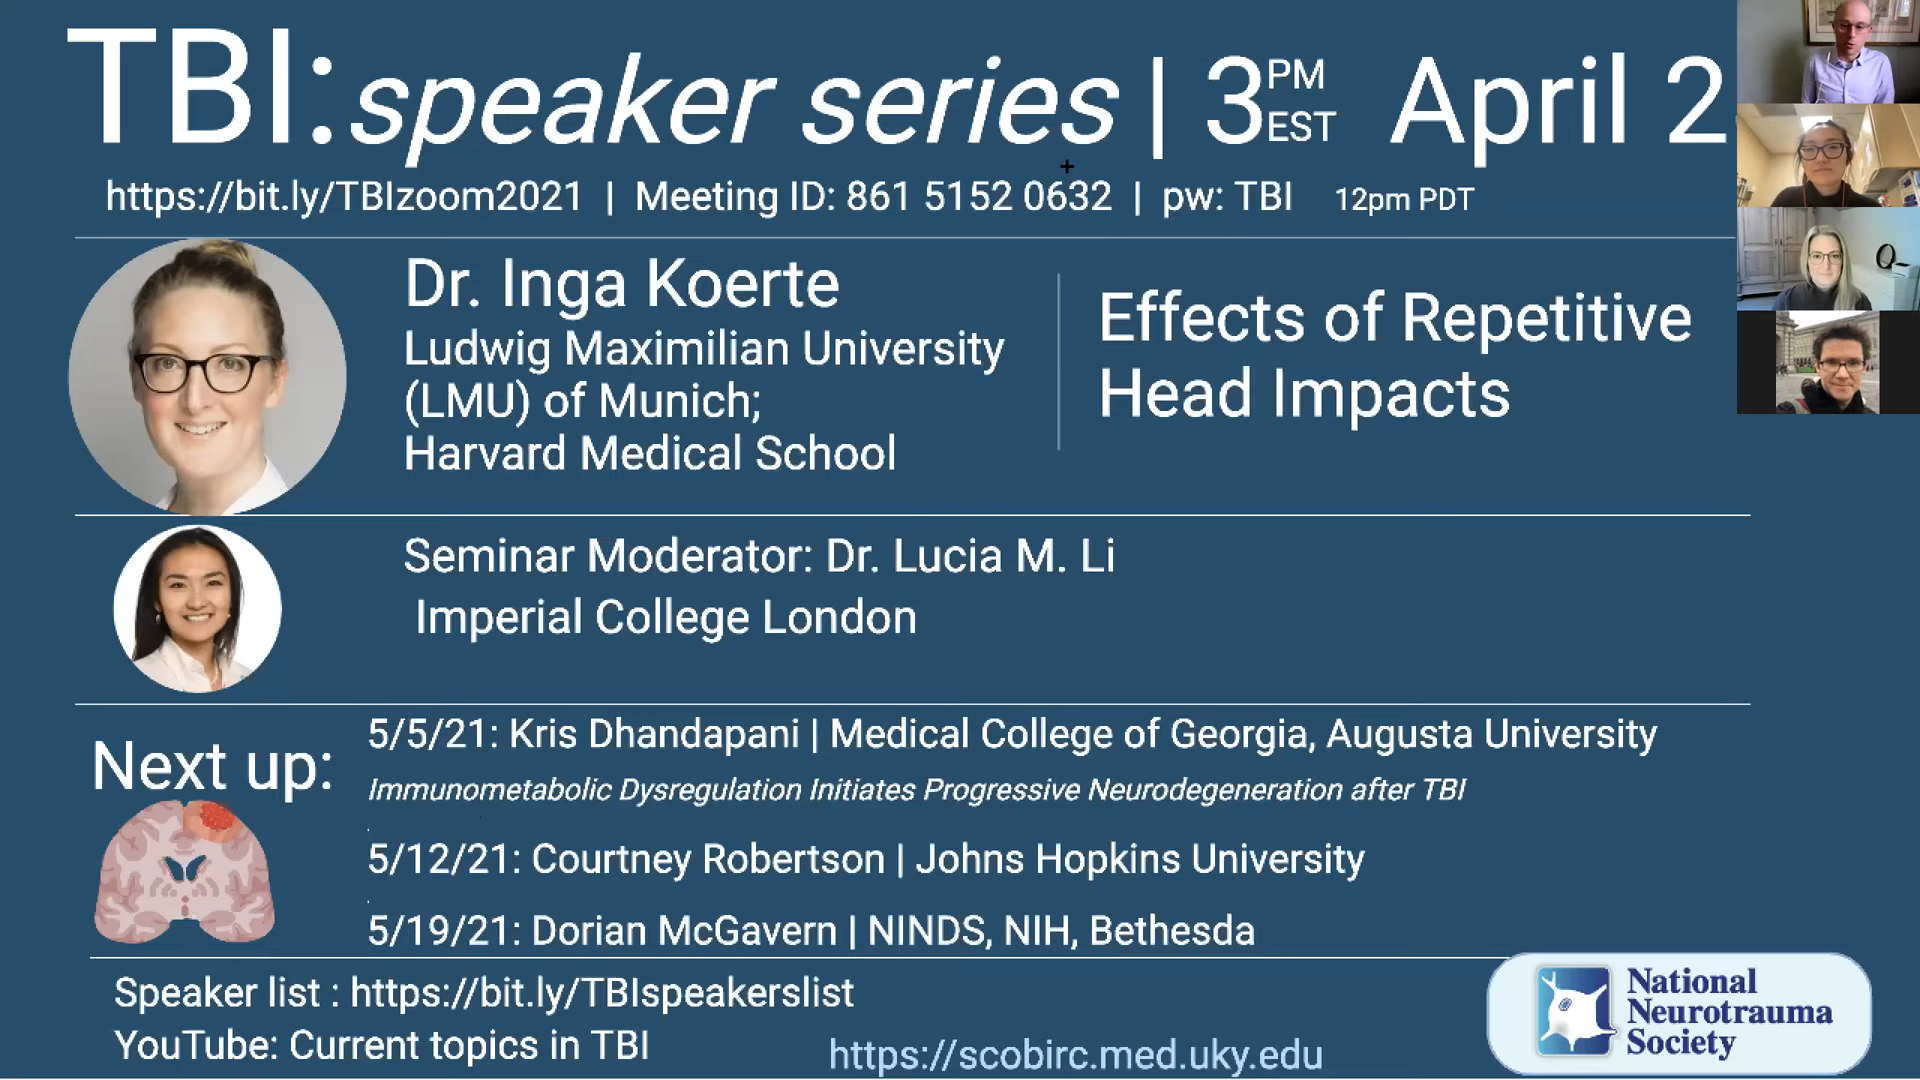 TBI: speaker series | 3 PM EST April 2
https://bit.ly/TBIzoom2021 | Meeting ID: 861 5152 0632 | pw: TBI 12pm PDT
Dr. Inga Koerte
Ludwig Maximilian University
(LMU) of Munich;
Harvard Medical School
Effects of Repetitive
Head Impacts
Seminar Moderator: Dr. Lucia M. Li
Imperial College London
Next up:
5/5/21: Kris Dhandapani | Medical College of Georgia, Augusta University
Immunometabolic Dysregulation Initiates Progressive Neurodegeneration after TBI
5/12/21: Courtney Robertson | Johns Hopkins University
5/19/21: Dorian McGavern | NINDS, NIH, Bethesda
Speaker list : https://bit.ly/TBIspeakerslist
YouTube: Current topics in TBI
https://scobirc.med.uky.edu
National
Neurotrauma
Society